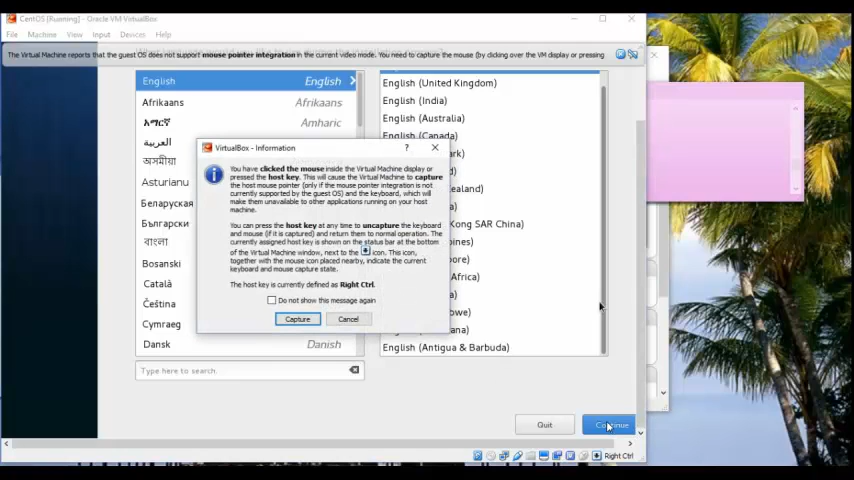 CentOS [Running] - Oracle VM VirtualBox
File Machine View Input Devices Help
The Virtual Machine reports that the guest OS does not support mouse pointer integration in the current video mode. You need to capture the mouse (by clicking over the VM display or pressing
English English
Afrikaans Afrikaans
አማርኛ Amharic
العربية
অসমীয়া
Asturianu
Беларуская
Български
বাংলা
Bosanski
Català
Čeština
Cymraeg
Dansk Danish
Type here to search.
English (United Kingdom)
English (India)
English (Australia)
English (Canada)
Kong SAR China)
English (Antigua & Barbuda)
VirtualBox - Information
You have clicked the mouse inside the Virtual Machine display or
pressed the host key. This will cause the Virtual Machine to capture
the host mouse pointer (only if the mouse pointer integration is not
currently supported by the guest OS) and the keyboard, which will
make them unavailable to other applications running on your host
machine.
You can press the host key at any time to uncapture the keyboard
and mouse (if it is captured) and return them to normal operation. The
currently assigned host key is shown on the status bar at the bottom
of the Virtual Machine window, next to the icon. This icon,
together with the mouse icon placed nearby, indicate the current
keyboard and mouse capture state.
The host key is currently defined as Right Ctrl.
Do not show this message again
Capture Cancel
Quit Continue
Right Ctrl